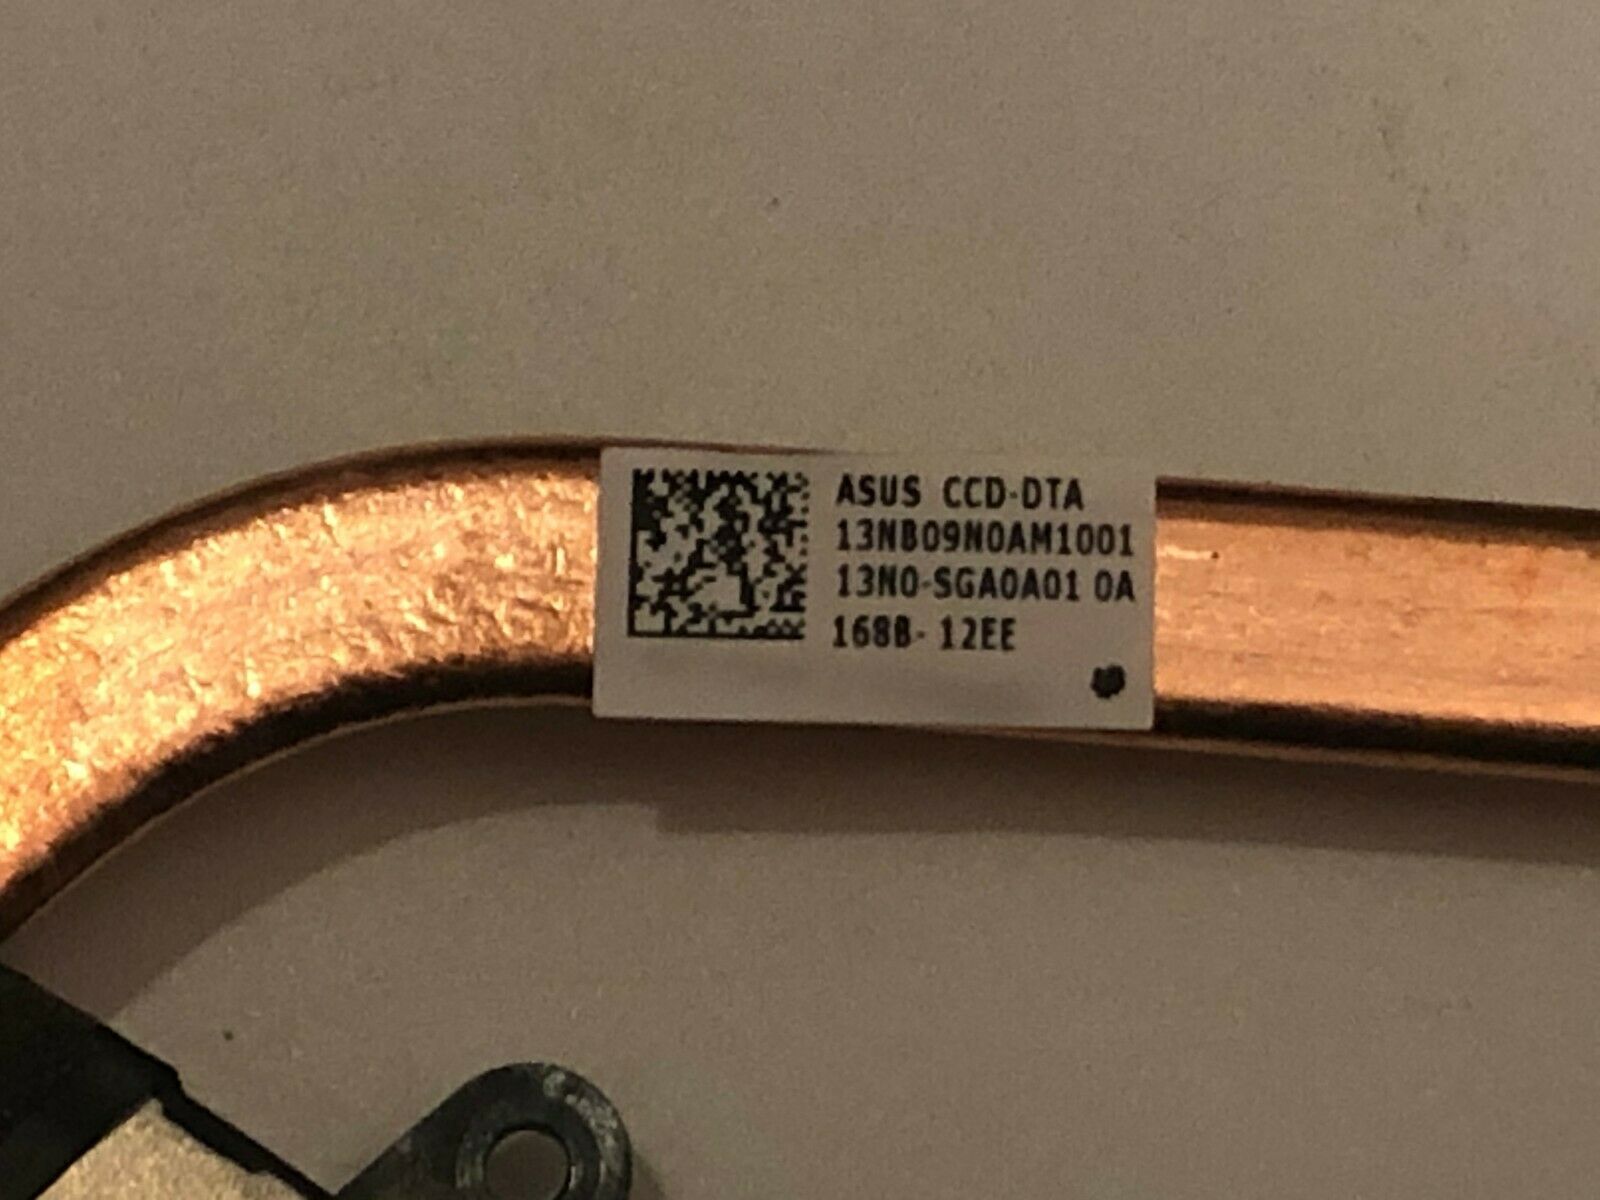 ASUS CCD-DTA
13NB09N0AM1001
13N0-SGA0A01 0A
168B- 12EE